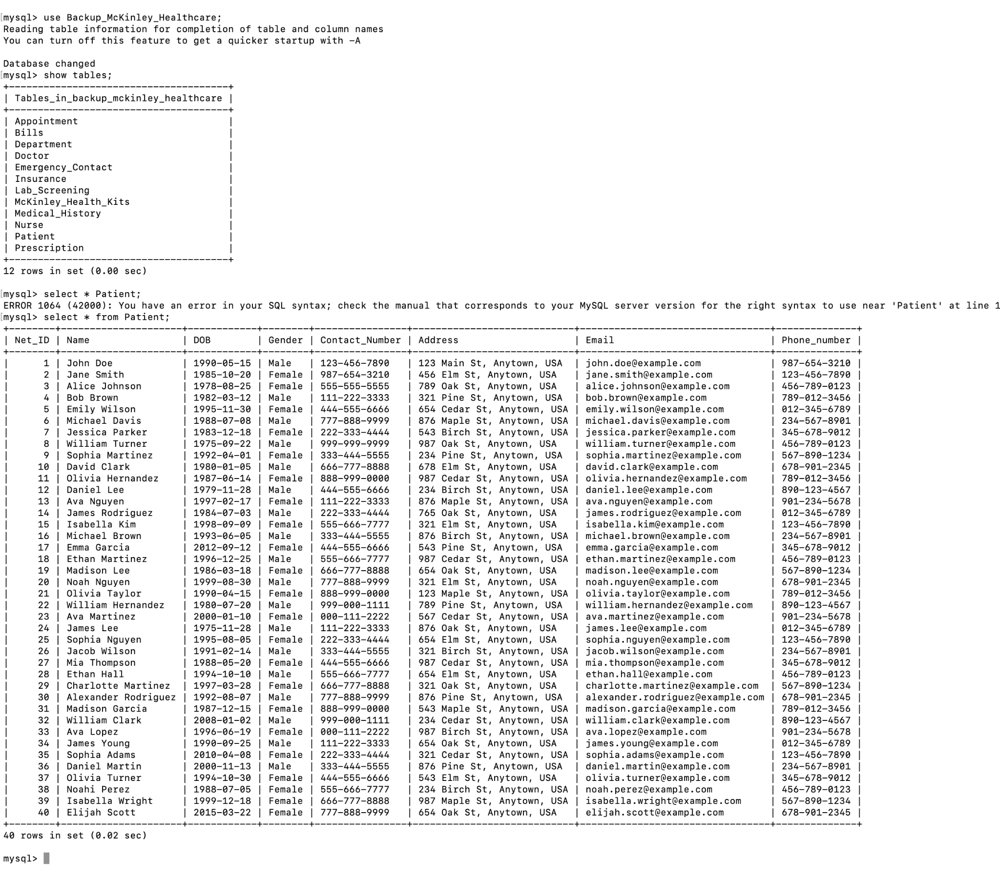 [mysql> use Backup_McKinley_Healthcare;
Reading table information for completion of table and column names
You can turn off this feature to get a quicker startup with -A
Database changed
[mysql> show tables;
+--------------------------------------+
| Tables_in_backup_mckinley_healthcare |
+--------------------------------------+
| Appointment                          |
| Bills                                |
| Department                           |
| Doctor                               |
| Emergency_Contact                    |
| Insurance                            |
| Lab_Screening                        |
| McKinley_Health_Kits                 |
| Medical_History                      |
| Nurse                                |
| Patient                              |
| Prescription                         |
+--------------------------------------+
12 rows in set (0.00 sec)
[mysql> select * Patient;
ERROR 1064 (42000): You have an error in your SQL syntax; check the manual that corresponds to your MySQL server version for the right syntax to use near 'Patient' at line 1
[mysql> select * from Patient;
+--------+---------------------+------------+--------+----------------+----------------------------+---------------------------------+--------------+
| Net_ID | Name                | DOB        | Gender | Contact_Number | Address                    | Email                           | Phone_number |
+--------+---------------------+------------+--------+----------------+----------------------------+---------------------------------+--------------+
|      1 | John Doe            | 1990-05-15 | Male   | 123-456-7890   | 123 Main St, Anytown, USA  | john.doe@example.com            | 987-654-3210 |
|      2 | Jane Smith          | 1985-10-20 | Female | 987-654-3210   | 456 Elm St, Anytown, USA   | jane.smith@example.com          | 123-456-7890 |
|      3 | Alice Johnson       | 1978-08-25 | Female | 555-555-5555   | 789 Oak St, Anytown, USA   | alice.johnson@example.com       | 456-789-0123 |
|      4 | Bob Brown           | 1982-03-12 | Male   | 111-222-3333   | 321 Pine St, Anytown, USA  | bob.brown@example.com           | 789-012-3456 |
|      5 | Emily Wilson        | 1995-11-30 | Female | 444-555-6666   | 654 Cedar St, Anytown, USA | emily.wilson@example.com        | 012-345-6789 |
|      6 | Michael Davis       | 1988-07-08 | Male   | 777-888-9999   | 876 Maple St, Anytown, USA | michael.davis@example.com       | 234-567-8901 |
|      7 | Jessica Parker      | 1983-12-18 | Female | 222-333-4444   | 543 Birch St, Anytown, USA | jessica.parker@example.com      | 345-678-9012 |
|      8 | William Turner      | 1975-09-22 | Male   | 999-999-9999   | 987 Oak St, Anytown, USA   | william.turner@example.com      | 456-789-0123 |
|      9 | Sophia Martinez     | 1992-04-01 | Female | 333-444-5555   | 234 Pine St, Anytown, USA  | sophia.martinez@example.com     | 567-890-1234 |
|     10 | David Clark         | 1980-01-05 | Male   | 666-777-8888   | 678 Elm St, Anytown, USA   | david.clark@example.com         | 678-901-2345 |
|     11 | Olivia Hernandez    | 1987-06-14 | Female | 888-999-0000   | 987 Cedar St, Anytown, USA | olivia.hernandez@example.com    | 789-012-3456 |
|     12 | Daniel Lee          | 1979-11-28 | Male   | 444-555-6666   | 234 Birch St, Anytown, USA | daniel.lee@example.com          | 890-123-4567 |
|     13 | Ava Nguyen          | 1997-02-17 | Female | 111-222-3333   | 876 Maple St, Anytown, USA | ava.nguyen@example.com          | 901-234-5678 |
|     14 | James Rodriguez     | 1984-07-03 | Male   | 222-333-4444   | 765 Oak St, Anytown, USA   | james.rodriguez@example.com     | 012-345-6789 |
|     15 | Isabella Kim        | 1998-09-09 | Female | 555-666-7777   | 321 Elm St, Anytown, USA   | isabella.kim@example.com        | 123-456-7890 |
|     16 | Michael Brown       | 1993-06-05 | Male   | 333-444-5555   | 876 Birch St, Anytown, USA | michael.brown@example.com       | 234-567-8901 |
|     17 | Emma Garcia         | 2012-09-12 | Female | 444-555-6666   | 543 Pine St, Anytown, USA  | emma.garcia@example.com         | 345-678-9012 |
|     18 | Ethan Martinez      | 1996-12-25 | Male   | 555-666-7777   | 987 Cedar St, Anytown, USA | ethan.martinez@example.com      | 456-789-0123 |
|     19 | Madison Lee         | 1986-03-18 | Female | 666-777-8888   | 654 Oak St, Anytown, USA   | madison.lee@example.com         | 567-890-1234 |
|     20 | Noah Nguyen         | 1999-08-30 | Male   | 777-888-9999   | 321 Elm St, Anytown, USA   | noah.nguyen@example.com         | 678-901-2345 |
|     21 | Olivia Taylor       | 1990-04-15 | Female | 888-999-0000   | 123 Maple St, Anytown, USA | olivia.taylor@example.com       | 789-012-3456 |
|     22 | William Hernandez   | 1980-07-20 | Male   | 999-000-1111   | 789 Pine St, Anytown, USA  | william.hernandez@example.com   | 890-123-4567 |
|     23 | Ava Martinez        | 2000-01-10 | Female | 000-111-2222   | 567 Cedar St, Anytown, USA | ava.martinez@example.com        | 901-234-5678 |
|     24 | James Lee           | 1975-11-28 | Male   | 111-222-3333   | 876 Oak St, Anytown, USA   | james.lee@example.com           | 012-345-6789 |
|     25 | Sophia Nguyen       | 1995-08-05 | Female | 222-333-4444   | 654 Elm St, Anytown, USA   | sophia.nguyen@example.com       | 123-456-7890 |
|     26 | Jacob Wilson        | 1991-02-14 | Male   | 333-444-5555   | 321 Birch St, Anytown, USA | jacob.wilson@example.com        | 234-567-8901 |
|     27 | Mia Thompson        | 1988-05-20 | Female | 444-555-6666   | 987 Cedar St, Anytown, USA | mia.thompson@example.com        | 345-678-9012 |
|     28 | Ethan Hall          | 1994-10-10 | Male   | 555-666-7777   | 654 Elm St, Anytown, USA   | ethan.hall@example.com          | 456-789-0123 |
|     29 | Charlotte Martinez  | 1997-03-28 | Female | 666-777-8888   | 321 Oak St, Anytown, USA   | charlotte.martinez@example.com  | 567-890-1234 |
|     30 | Alexander Rodriguez | 1992-08-07 | Male   | 777-888-9999   | 876 Pine St, Anytown, USA  | alexander.rodriguez@example.com | 678-901-2345 |
|     31 | Madison Garcia      | 1987-12-15 | Female | 888-999-0000   | 543 Maple St, Anytown, USA | madison.garcia@example.com      | 789-012-3456 |
|     32 | William Clark       | 2008-01-02 | Male   | 999-000-1111   | 234 Cedar St, Anytown, USA | william.clark@example.com       | 890-123-4567 |
|     33 | Ava Lopez           | 1996-06-19 | Female | 000-111-2222   | 987 Birch St, Anytown, USA | ava.lopez@example.com           | 901-234-5678 |
|     34 | James Young         | 1990-09-25 | Male   | 111-222-3333   | 654 Oak St, Anytown, USA   | james.young@example.com         | 012-345-6789 |
|     35 | Sophia Adams        | 2010-04-08 | Female | 222-333-4444   | 321 Cedar St, Anytown, USA | sophia.adams@example.com        | 123-456-7890 |
|     36 | Daniel Martin       | 2000-11-13 | Male   | 333-444-5555   | 876 Pine St, Anytown, USA  | daniel.martin@example.com       | 234-567-8901 |
|     37 | Olivia Turner       | 1994-10-30 | Female | 444-555-6666   | 543 Elm St, Anytown, USA   | olivia.turner@example.com       | 345-678-9012 |
|     38 | Noahi Perez         | 1988-07-05 | Female | 555-666-7777   | 234 Birch St, Anytown, USA | noah.perez@example.com          | 456-789-0123 |
|     39 | Isabella Wright     | 1999-12-18 | Female | 666-777-8888   | 987 Maple St, Anytown, USA | isabella.wright@example.com     | 567-890-1234 |
|     40 | Elijah Scott        | 2015-03-22 | Female | 777-888-9999   | 654 Oak St, Anytown, USA   | elijah.scott@example.com        | 678-901-2345 |
+--------+---------------------+------------+--------+----------------+----------------------------+---------------------------------+--------------+
40 rows in set (0.02 sec)
mysql>